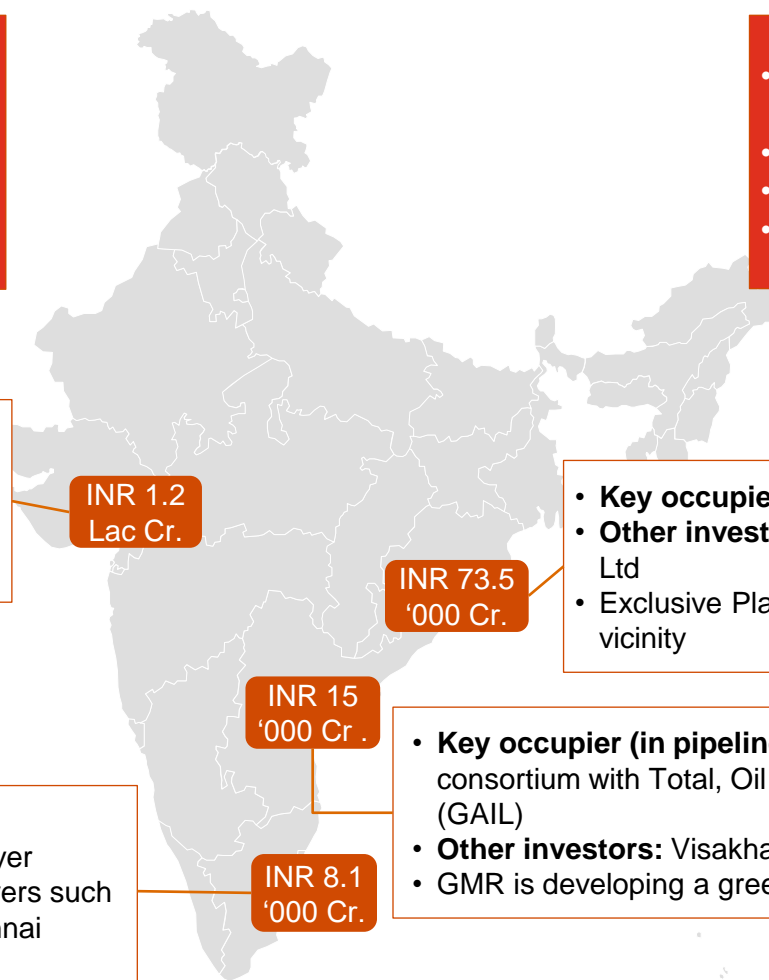 INR 1.2
Lac Cr.
• Key occupie
• Other invest
Ltd
• Exclusive Pla
vicinity
INR 73.5
‘000 Cr.
INR 15
‘000 Cr .
• Key occupier (in pipelin
consortium with Total, Oil
(GAIL)
• Other investors: Visakha
• GMR is developing a gree
yer
ers such
nai
INR 8.1
‘000 Cr.